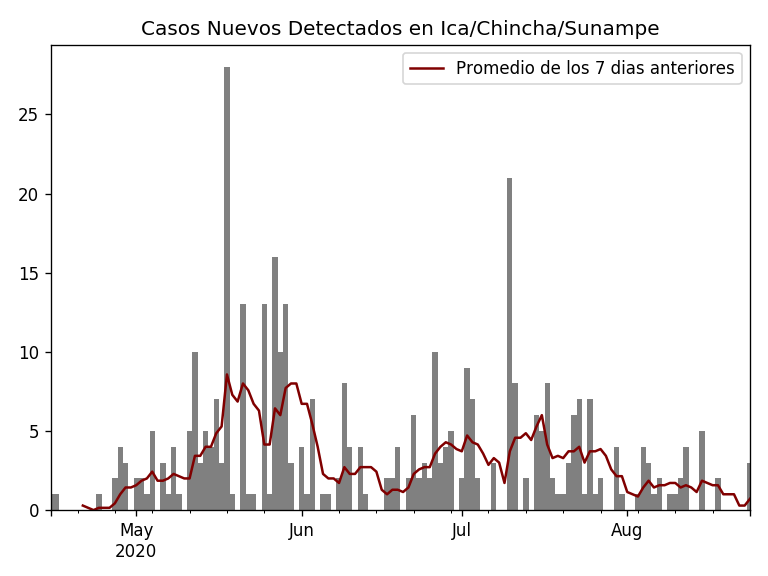 Casos Nuevos Detectados en Ica/Chincha/Sunampe
Promedio de los 7 dias anteriores
25
20
15
10
5
0
May Jun Jul Aug
2020